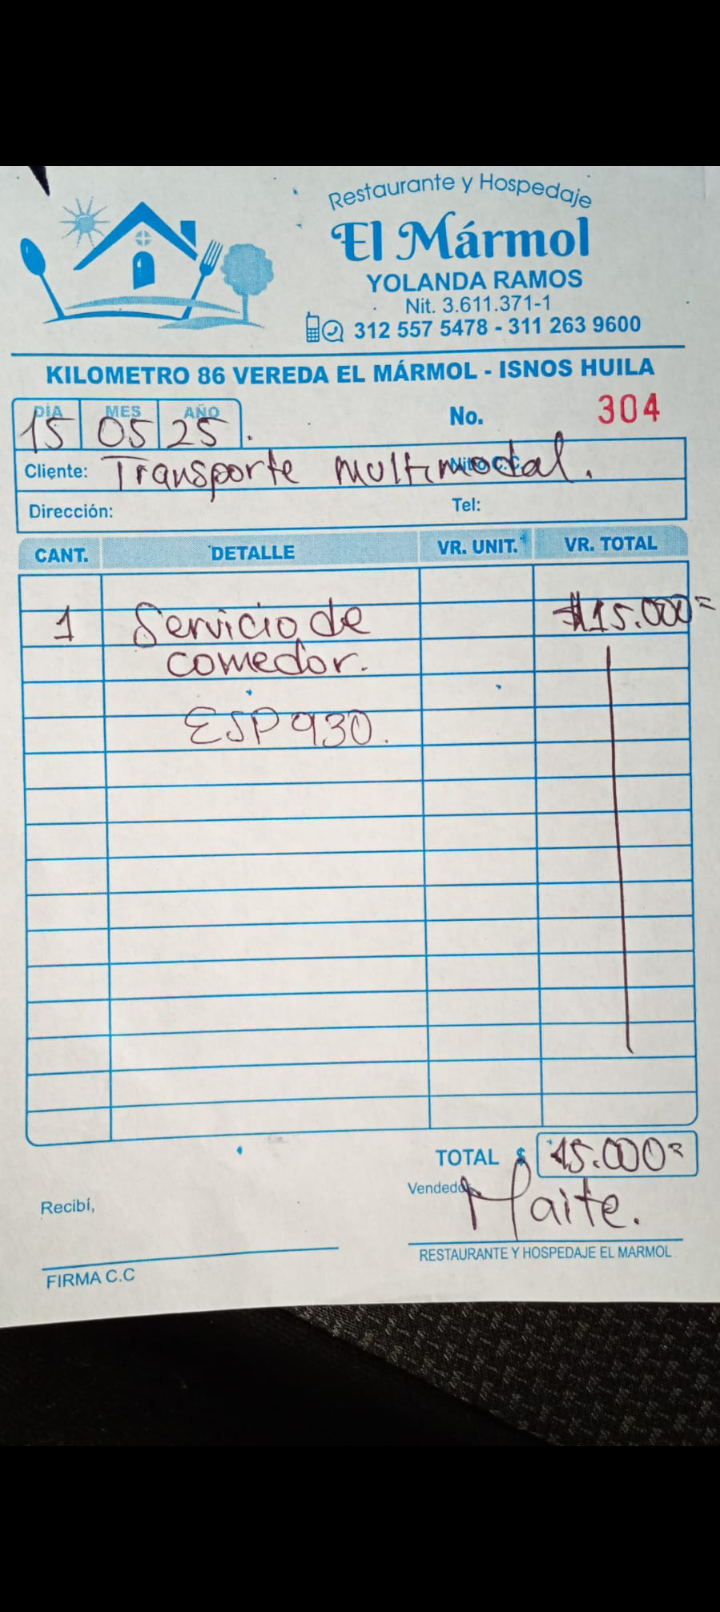 Restaurante y Hospedaje
El Mármol
YOLANDA RAMOS
Nit. 3.611.371-1
312 557 5478 - 311 263 9600
KILOMETRO 86 VEREDA EL MÁRMOL - ISNOS HUILA
DÍA MES AÑO
15 05 25.
No. 304
Cliente: Transporte multimodal.
Dirección: Tel:
CANT. DETALLE VR. UNIT. VR. TOTAL
1 Servicio de $15.000=
comedor.
ESP930.
TOTAL $ 15.000=
Vendedor
Maite.
Recibí,
RESTAURANTE Y HOSPEDAJE EL MARMOL
FIRMA C.C